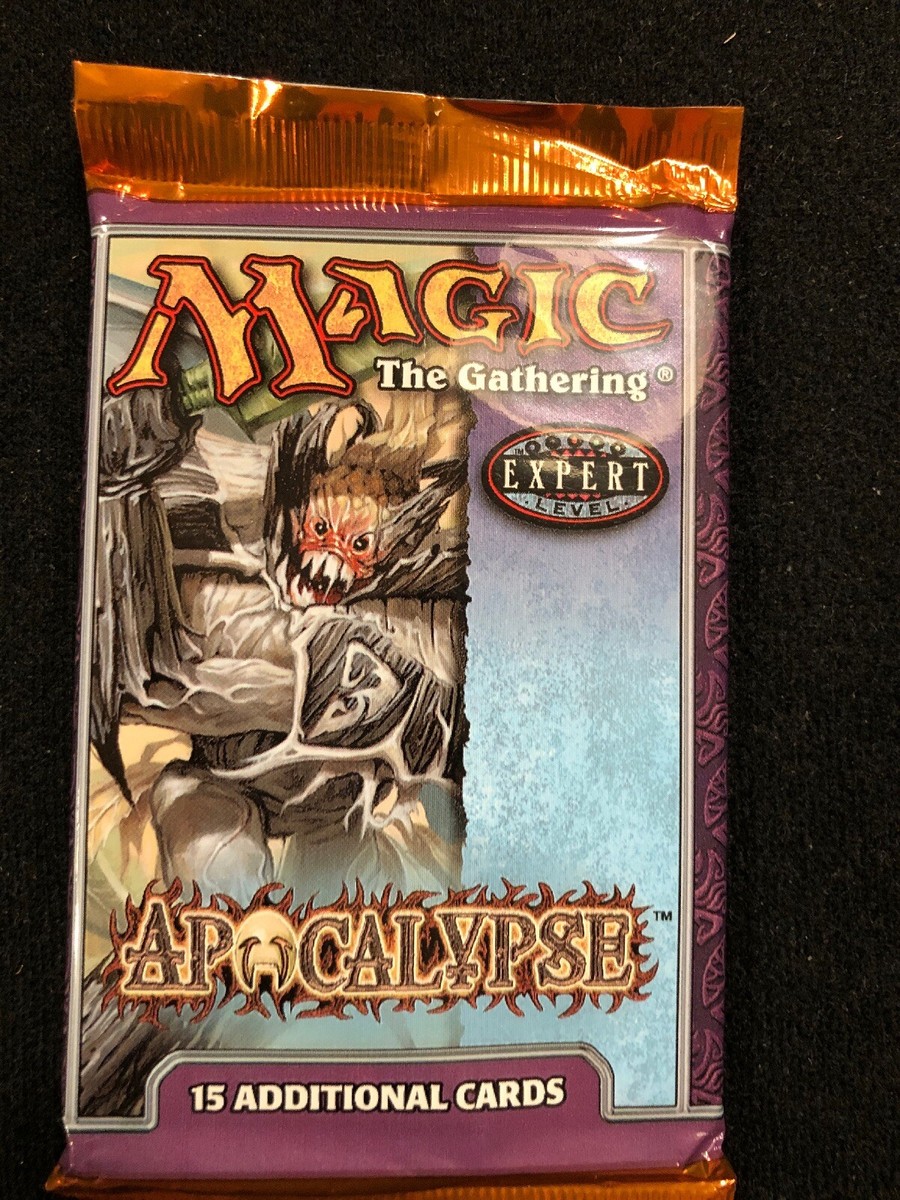 MAGIC
The Gathering®
EXPERT
LEVEL
APOCALYPSE™
15 ADDITIONAL CARDS